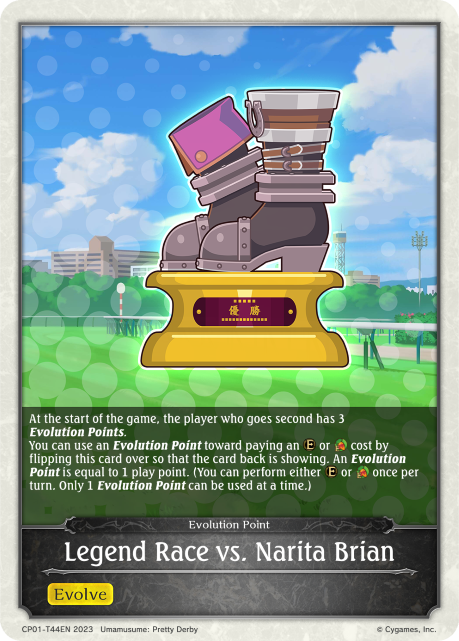 優勝
At the start of the game, the player who goes second has 3
Evolution Points.
You can use an Evolution Point toward paying an E or cost by
flipping this card over so that the card back is showing. An Evolution
Point is equal to 1 play point. (You can perform either E or once per
turn. Only 1 Evolution Point can be used at a time.)
Evolution Point
Legend Race vs. Narita Brian
Evolve
CP01-T44EN 2023 Umamusume: Pretty Derby © Cygames, Inc.